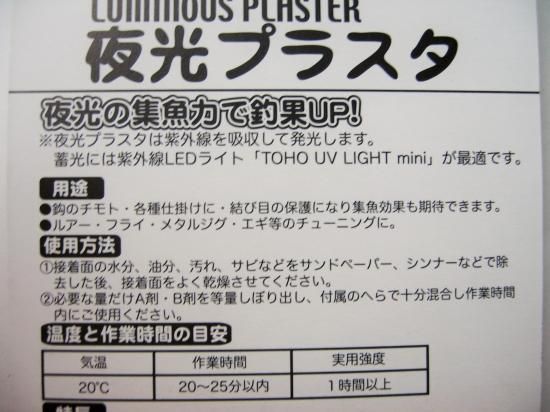 LUMINOUS PLASTER
夜光プラスタ
夜光の集魚力で釣果UP!
※夜光プラスタは紫外線を吸収して発光します。
蓄光には紫外線LEDライト「TOHO UV LIGHT mini」が最適です。
用途
●鈎のチモト・各種仕掛けに・結び目の保護になり集魚効果も期待できます。
●ルアー・フライ・メタルジグ・エギ等のチューニングに。
使用方法
①接着面の水分、油分、汚れ、サビなどをサンドペーパー、シンナーなどで除
去した後、接着面をよく乾燥させてください。
②必要な量だけA剤・B剤を等量しぼり出し、付属のへらで十分混合し作業時間
内にご使用ください。
温度と作業時間の目安
気温 作業時間 実用強度
20℃ 20～25分以内 1時間以上
特長